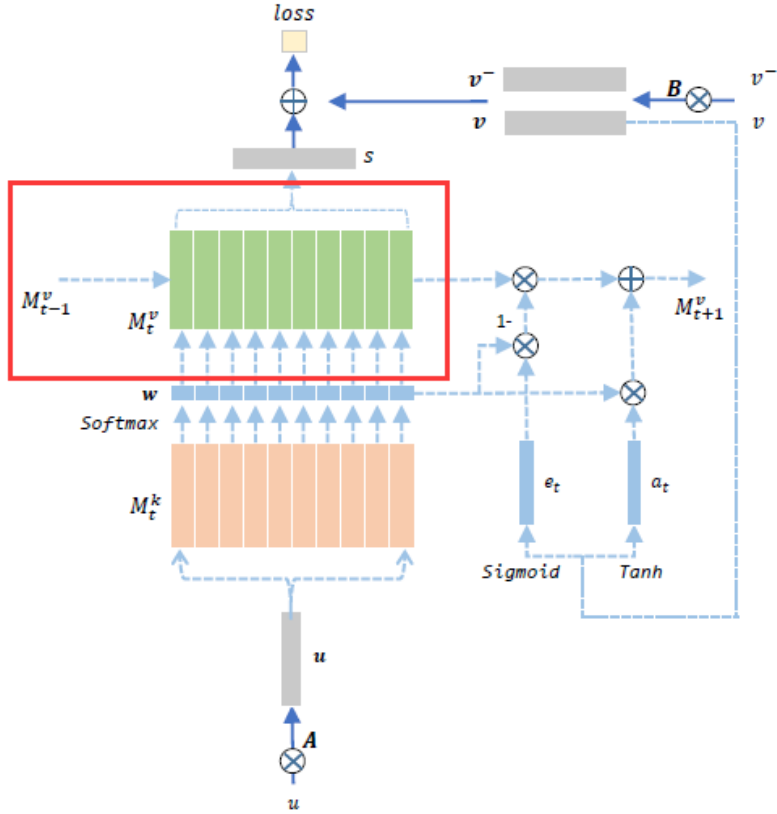 loss
v⁻ B v⁻
v v
s
M^v_{t-1}
M^v_t
M^v_{t+1}
1-
w
Softmax
M^k_t
e_t a_t
Sigmoid Tanh
u
A
u